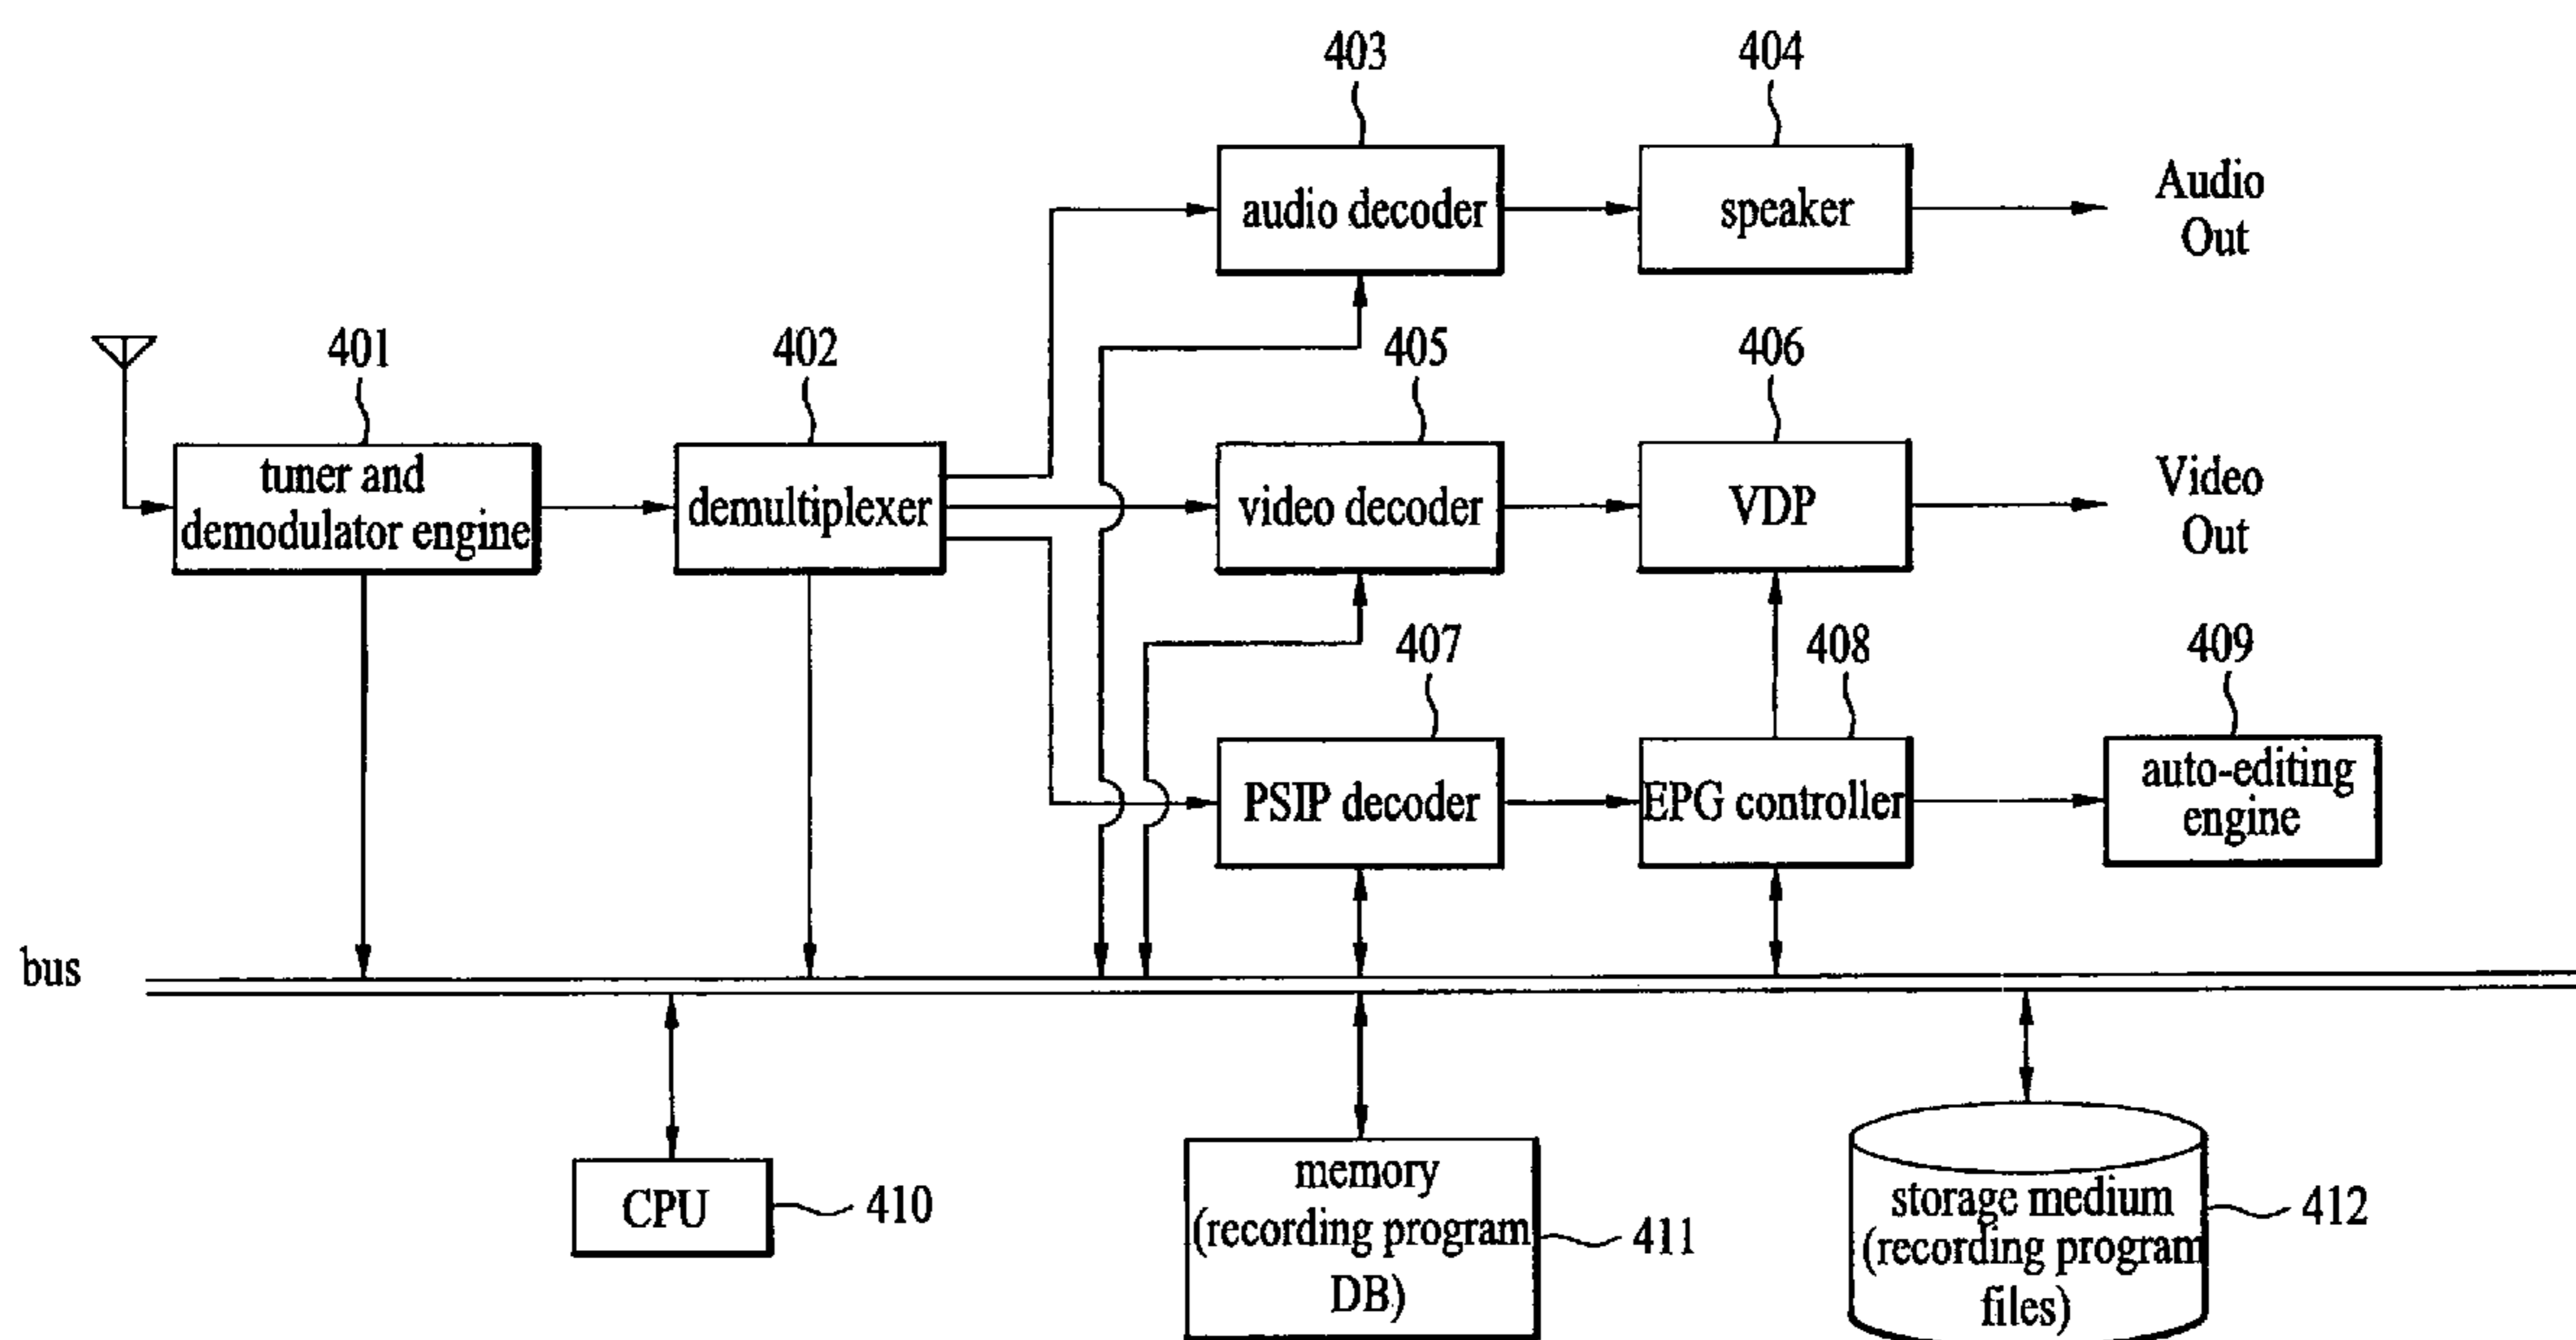 403
404
audio decoder
speaker
Audio
Out
401
402
405
406
tuner and
demodulator engine
demultiplexer
video decoder
VDP
Video
Out
407
408
409
PSIP decoder
EPG controller
auto-editing
engine
bus
CPU
410
memory
(recording program
DB)
411
storage medium
(recording program
files)
412